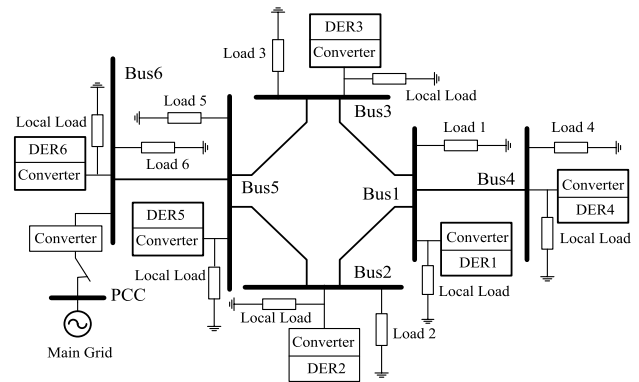 DER3
Load 3
Converter
Bus6
Local Load
Load 5
Local Load
Bus3
Load 1
Load 4
DER6
Converter
Load 6
Bus5
Bus1
Bus4
Converter
DER4
DER5
Converter
Converter
Local Load
Converter
DER1
Local Load
Bus2
Local Load
PCC
Local Load
Load 2
Main Grid
Converter
DER2